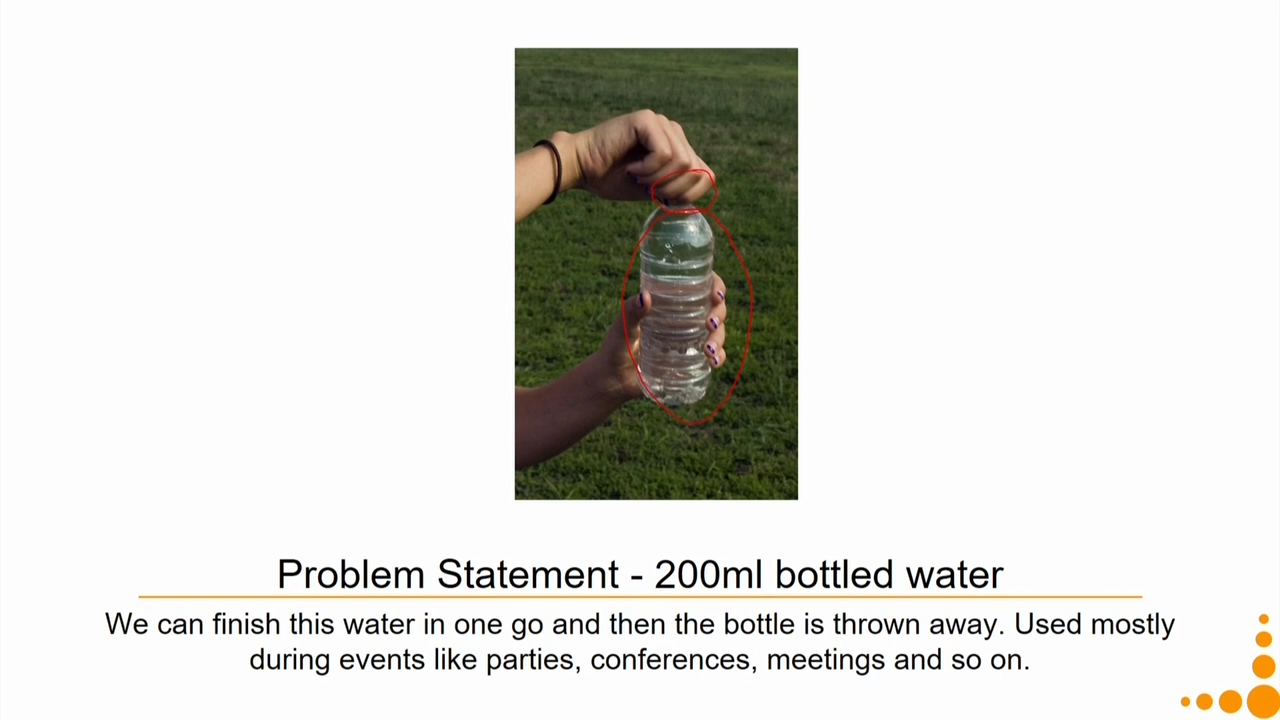 Problem Statement - 200ml bottled water
We can finish this water in one go and then the bottle is thrown away. Used mostly
during events like parties, conferences, meetings and so on.